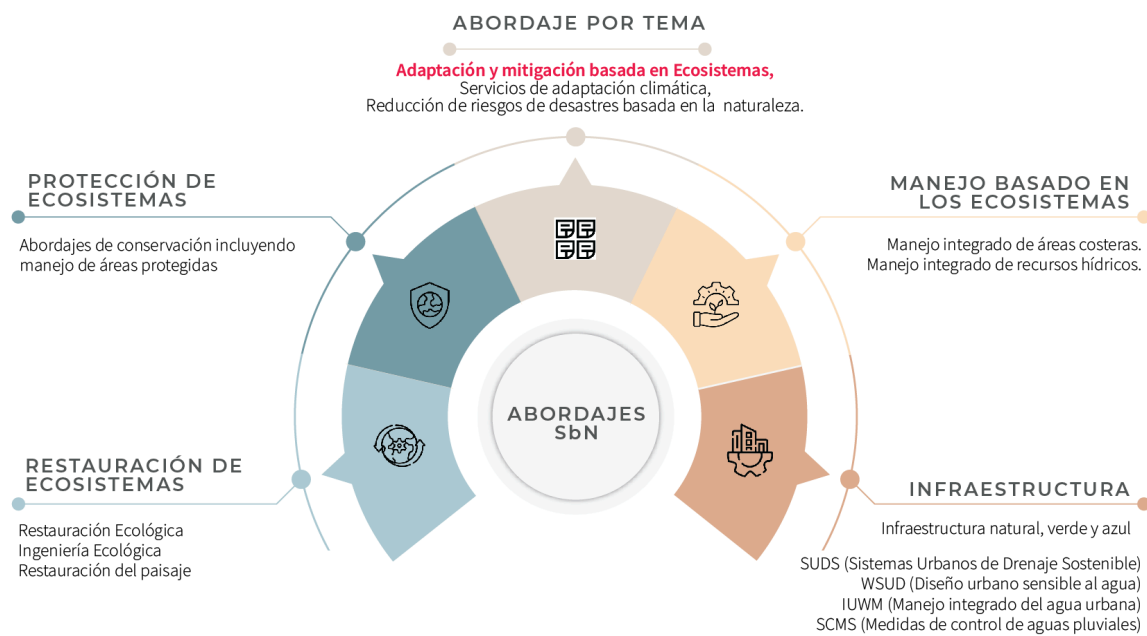 ABORDAJE POR TEMA
Adaptación y mitigación basada en Ecosistemas,
Servicios de adaptación climática,
Reducción de riesgos de desastres basada en la naturaleza.
PROTECCIÓN DE
ECOSISTEMAS
Abordajes de conservación incluyendo
manejo de áreas protegidas
MANEJO BASADO EN
LOS ECOSISTEMAS
Manejo integrado de áreas costeras.
Manejo integrado de recursos hídricos.
ABORDAJES
SbN
RESTAURACIÓN DE
ECOSISTEMAS
Restauración Ecológica
Ingeniería Ecológica
Restauración del paisaje
INFRAESTRUCTURA
Infraestructura natural, verde y azul
SUDS (Sistemas Urbanos de Drenaje Sostenible)
WSUD (Diseño urbano sensible al agua)
IUWM (Manejo integrado del agua urbana)
SCMS (Medidas de control de aguas pluviales)